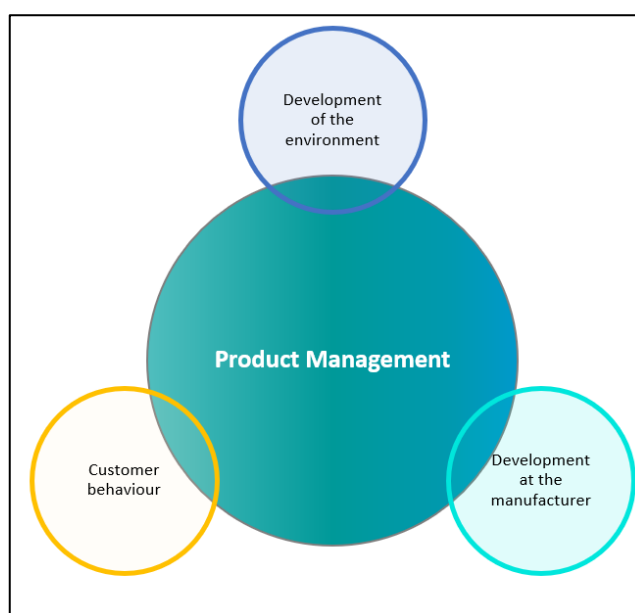 Development
of the
environment
Product Management
Customer
behaviour
Development
at the
manufacturer